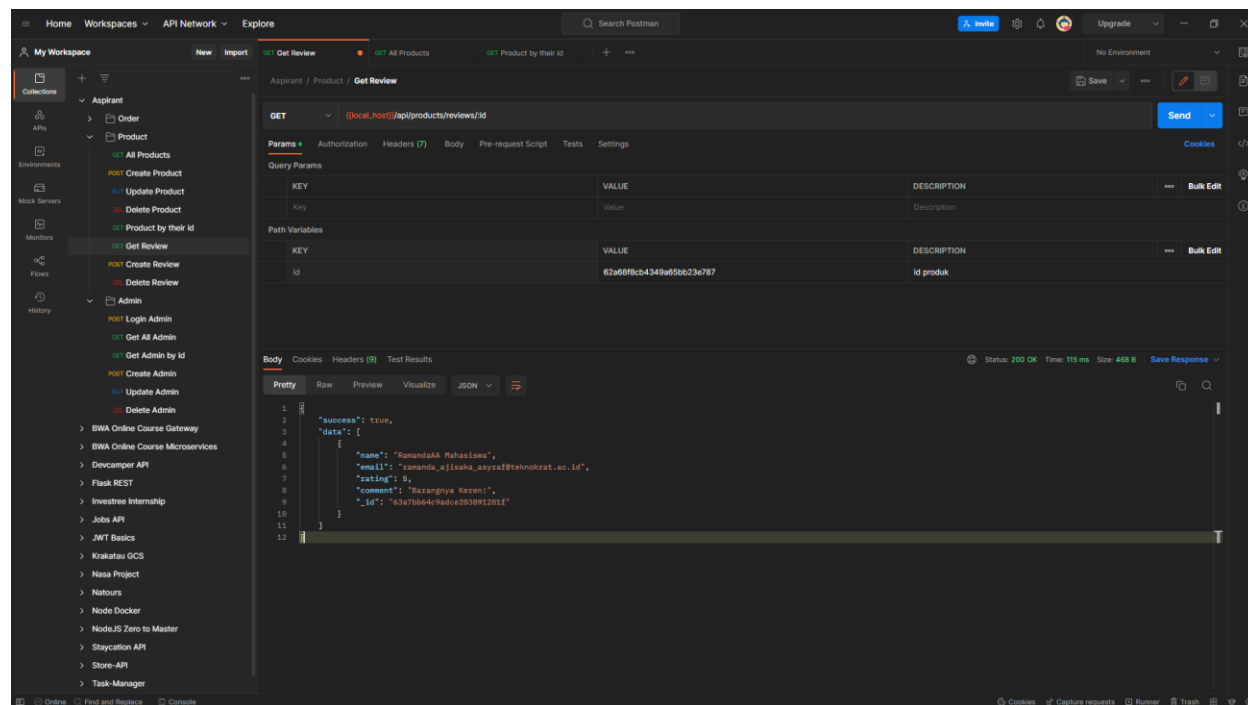 Home Workspaces API Network Explore Search Postman Invite Upgrade
My Workspace New Import
GET Get Review GET All Products GET Product by their id No Environment
Collections
APIs
Environments
Mock Servers
Monitors
Flows
History
Aspirant
Order
Product
GET All Products
POST Create Product
PUT Update Product
DEL Delete Product
GET Product by their id
GET Get Review
POST Create Review
DEL Delete Review
Admin
POST Login Admin
GET Get All Admin
GET Get Admin by Id
POST Create Admin
PUT Update Admin
DEL Delete Admin
BWA Online Course Gateway
BWA Online Course Microservices
Devcamper API
Flask REST
Investree Internship
Jobs API
JWT Basics
Krakatau GCS
Nasa Project
Natours
Node Docker
NodeJS Zero to Master
Staycation API
Store-API
Task-Manager
Aspirant / Product / Get Review Save
GET {{local_host}}/api/products/reviews/:id Send
Params Authorization Headers (7) Body Pre-request Script Tests Settings Cookies
Query Params
KEY VALUE DESCRIPTION Bulk Edit
Key Value Description
Path Variables
KEY VALUE DESCRIPTION Bulk Edit
id 62a68f8cb4349a65bb23e787 id produk
Body Cookies Headers (9) Test Results Status: 200 OK Time: 115 ms Size: 468 B Save Response
Pretty Raw Preview Visualize JSON
1 {
2 "success": true,
3 "data": [
4 {
5 "name": "RamandaAA Mahasiswa",
6 "email": "ramanda_ajisaka_asyraf@teknokrat.ac.id",
7 "rating": 5,
8 "comment": "Barangnya Keren!",
9 "_id": "63a7bb64c9adce283091281f"
10 }
11 ]
12 }
Online Find and Replace Console Cookies Capture requests Runner Trash